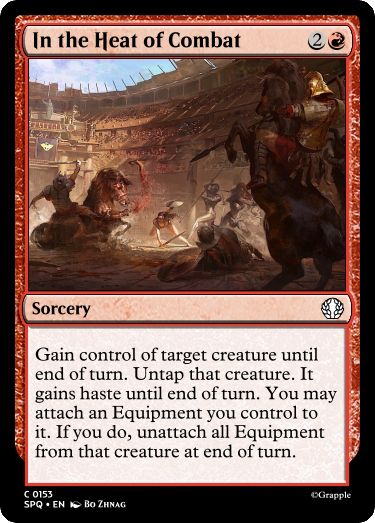 In the Heat of Combat 2
Sorcery
Gain control of target creature until
end of turn. Untap that creature. It
gains haste until end of turn. You may
attach an Equipment you control to
it. If you do, unattach all Equipment
from that creature at end of turn.
C 0153
SPQ • EN Bo Zhnag
©Grapple